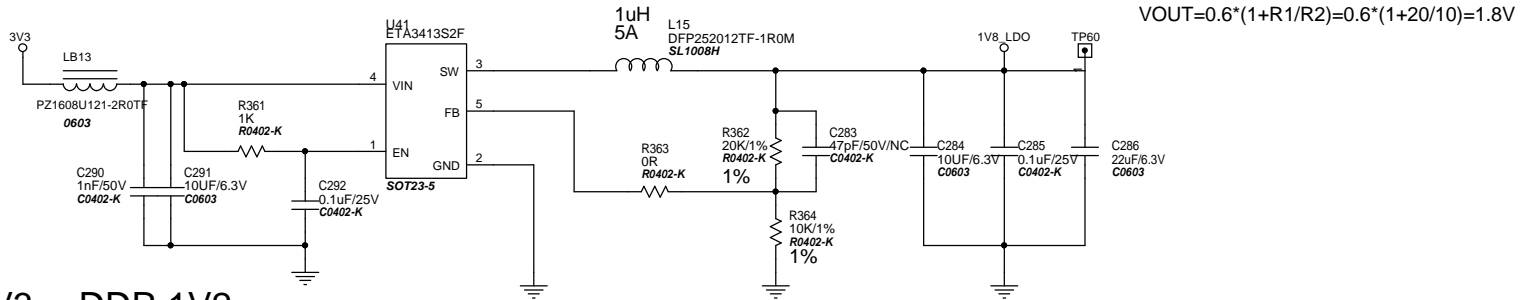 VOUT=0.6*(1+R1/R2)=0.6*(1+20/10)=1.8V
3V3
LB13
PZ1608U121-2R0TF
0603
C290
1nF/50V
C0402-K
C291
10UF/6.3V
C0603
R361
1K
R0402-K
C292
0.1uF/25V
C0402-K
U41
ETA3413S2F
4
VIN
1
EN
SW
3
FB
5
GND
2
SOT23-5
1uH
5A
L15
DFP252012TF-1R0M
SL1008H
R363
0R
R0402-K
R362
20K/1%
R0402-K
1%
C283
47pF/50V/NC
C0402-K
R364
10K/1%
R0402-K
1%
1V8_LDO
TP60
C284
10UF/6.3V
C0603
C285
0.1uF/25V
C0402-K
C286
22uF/6.3V
C0603